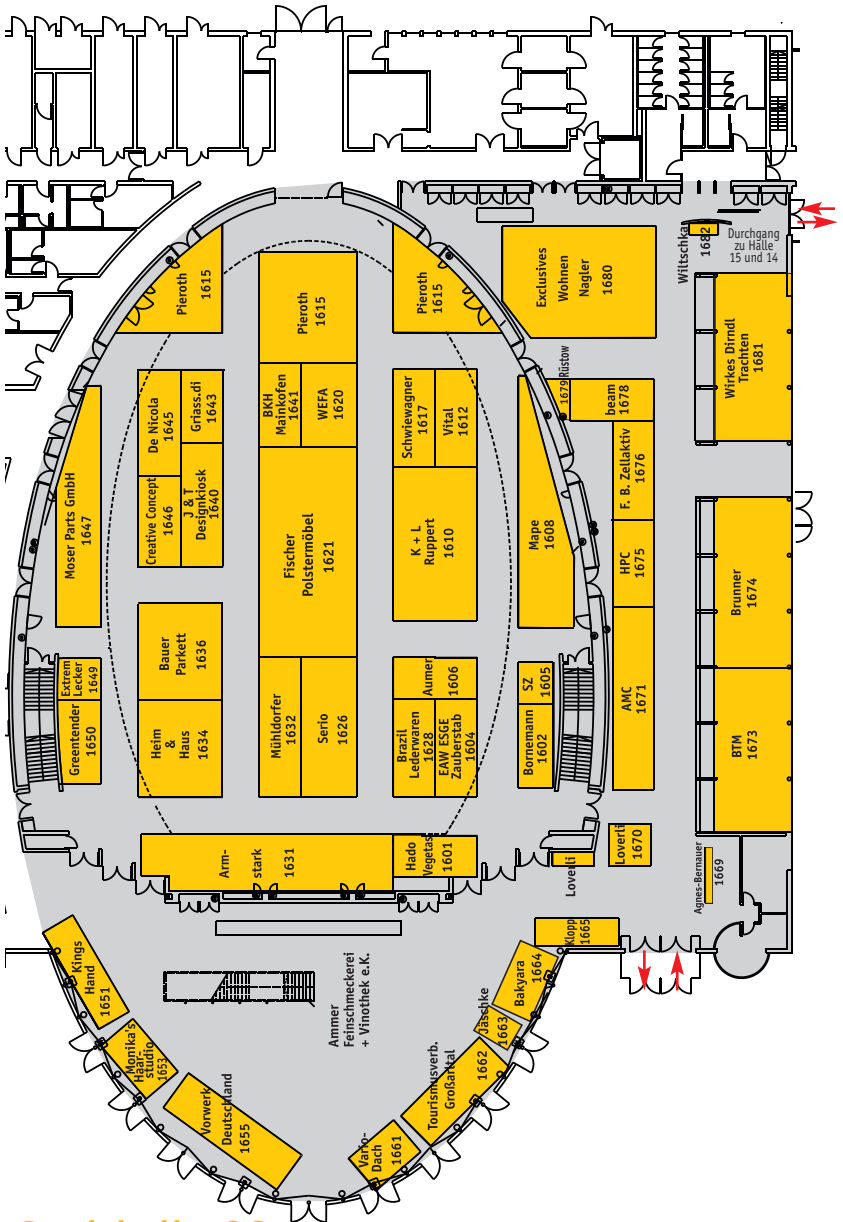 Wiltschka
1682
Durchgang
zu Halle
15 und 14
Pieroth
1615
Pieroth
1615
Pieroth
1615
Exclusives
Wohnen
Nagler
1680
Wirkes Dirndl
Trachten
1681
Moser Parts GmbH
1647
De Nicola
1645
Griass.di
1643
Creative Concept
1646
J & T
Designkiosk
1640
BKH
Mainkofen
1641
WEFA
1620
Schwiewagner
1617
Vital
1612
1679 Rüstow
beam
1678
F. B. Zellaktiv
1676
Fischer
Polstermöbel
1621
K + L
Ruppert
1610
Mape
1608
HPC
1675
Brunner
1674
Extrem
Lecker
1649
Greentender
1650
Bauer
Parkett
1636
Heim
&
Haus
1634
Mühldorfer
1632
Serio
1626
Aumer
1606
Brazil
Lederwaren
1628
EAW ESGE
Zauberstab
1604
SZ
1605
Bornemann
1602
AMC
1671
BTM
1673
Arm-
stark
1631
Hado
Vegetas
1601
Loverli
Loverli
1670
Agnes-Bernauer
1669
Kings
Hand
1651
Monika's
Haar-
studio
1653
Vorwerk
Deutschland
1655
Ammer
Feinschmeckerei
+ Vinothek e.K.
Klopp
1665
Bakyara
1664
Jäschke
1663
Tourismusverb.
Großarltal
1662
Vario-
Dach
1661